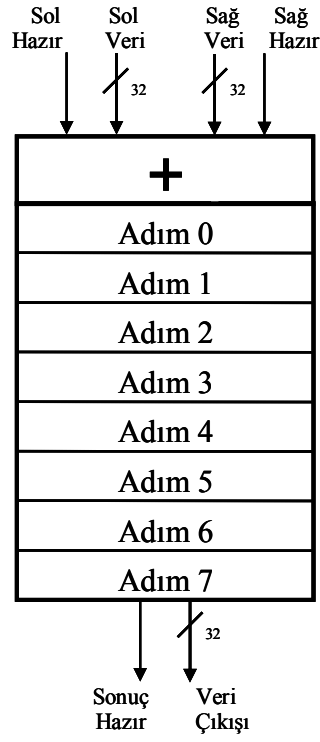 Sol Sol Sağ Sağ
Hazır Veri Veri Hazır
32 32
+
Adım 0
Adım 1
Adım 2
Adım 3
Adım 4
Adım 5
Adım 6
Adım 7
32
Sonuç Veri
Hazır Çıkışı